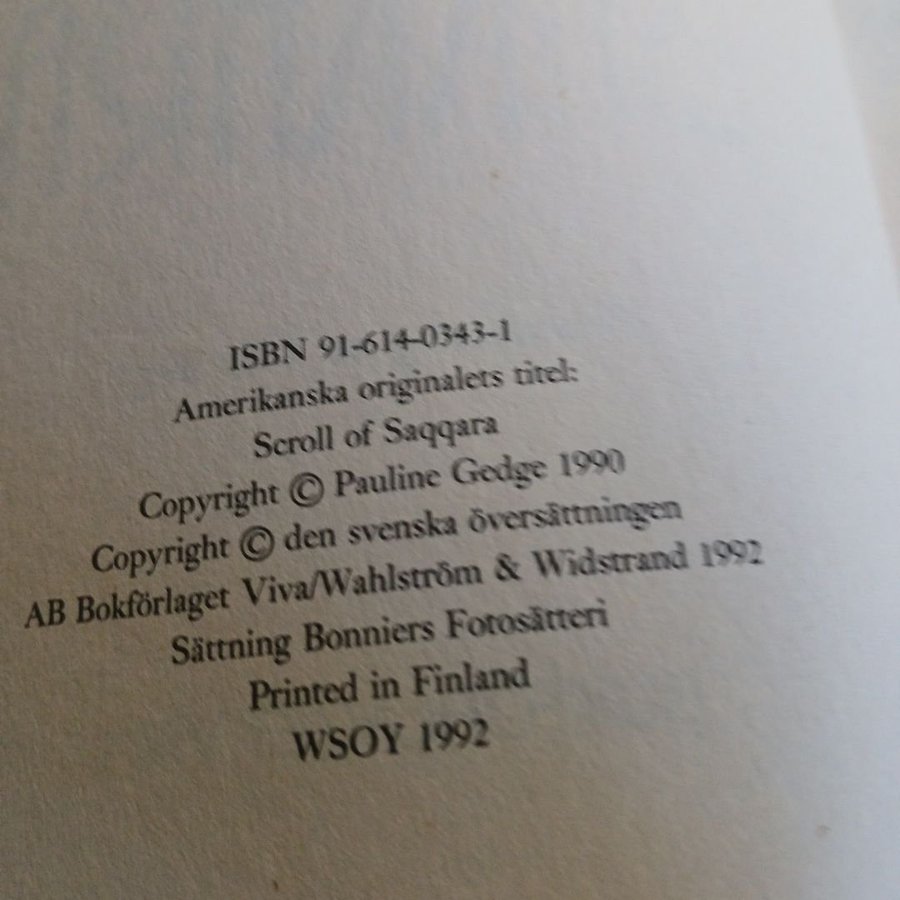 ISBN 91-614-0343-1
Amerikanska originalets titel:
Scroll of Saqqara
Copyright © Pauline Gedge 1990
Copyright © den svenska översättningen
AB Bokförlaget Viva/Wahlström & Widstrand 1992
Sättning Bonniers Fotosätteri
Printed in Finland
WSOY 1992